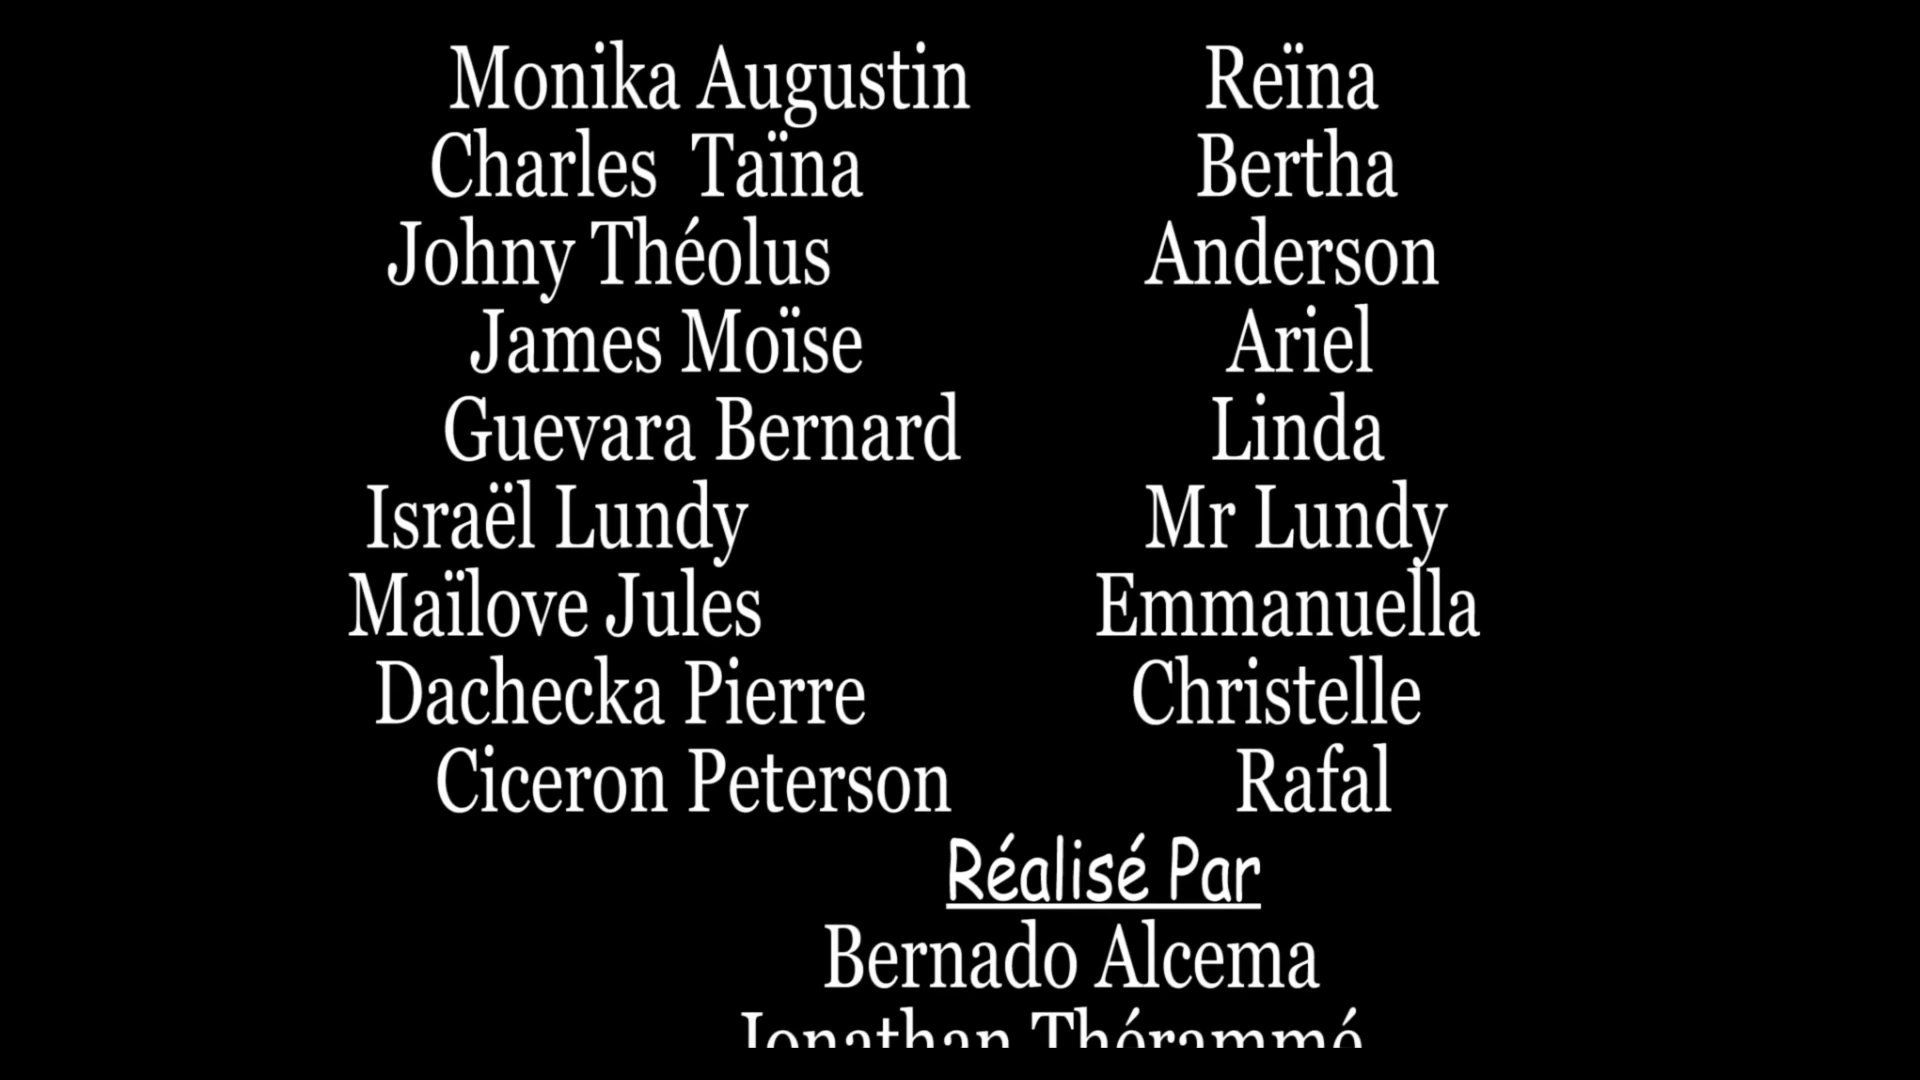 Monika Augustin Reïna
Charles Taïna Bertha
Johny Théolus Anderson
James Moïse Ariel
Guevara Bernard Linda
Israël Lundy Mr Lundy
Maïlove Jules Emmanuella
Dachecka Pierre Christelle
Ciceron Peterson Rafal
Réalisé Par
Bernado Alcema
Jonathan Thérammé